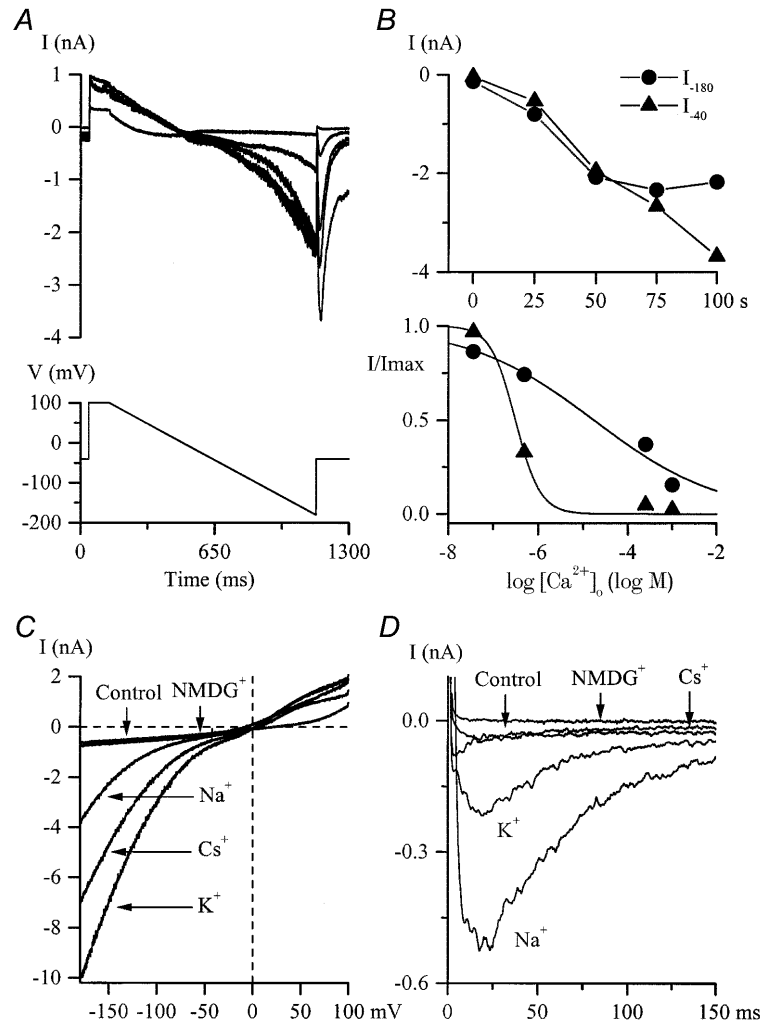 A
I (nA)
1
0
-1
-2
-3
-4
V (mV)
100
0
-100
-200
0
650
1300
Time (ms)
B
I (nA)
0
-2
-4
I-180
I-40
0
25
50
75
100 s
I/Imax
1.0
0.5
0.0
-8
-6
-4
-2
log [Ca2+]o (log M)
C
I (nA)
2
0
-2
-4
-6
-8
-10
Control
NMDG+
Na+
Cs+
K+
-150
-100
-50
0
50
100 mV
D
I (nA)
0.0
-0.3
-0.6
Control
NMDG+
Cs+
K+
Na+
0
50
100
150 ms